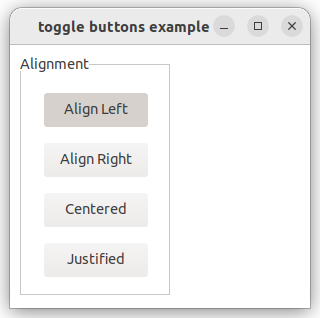 toggle buttons example
Alignment
Align Left
Align Right
Centered
Justified